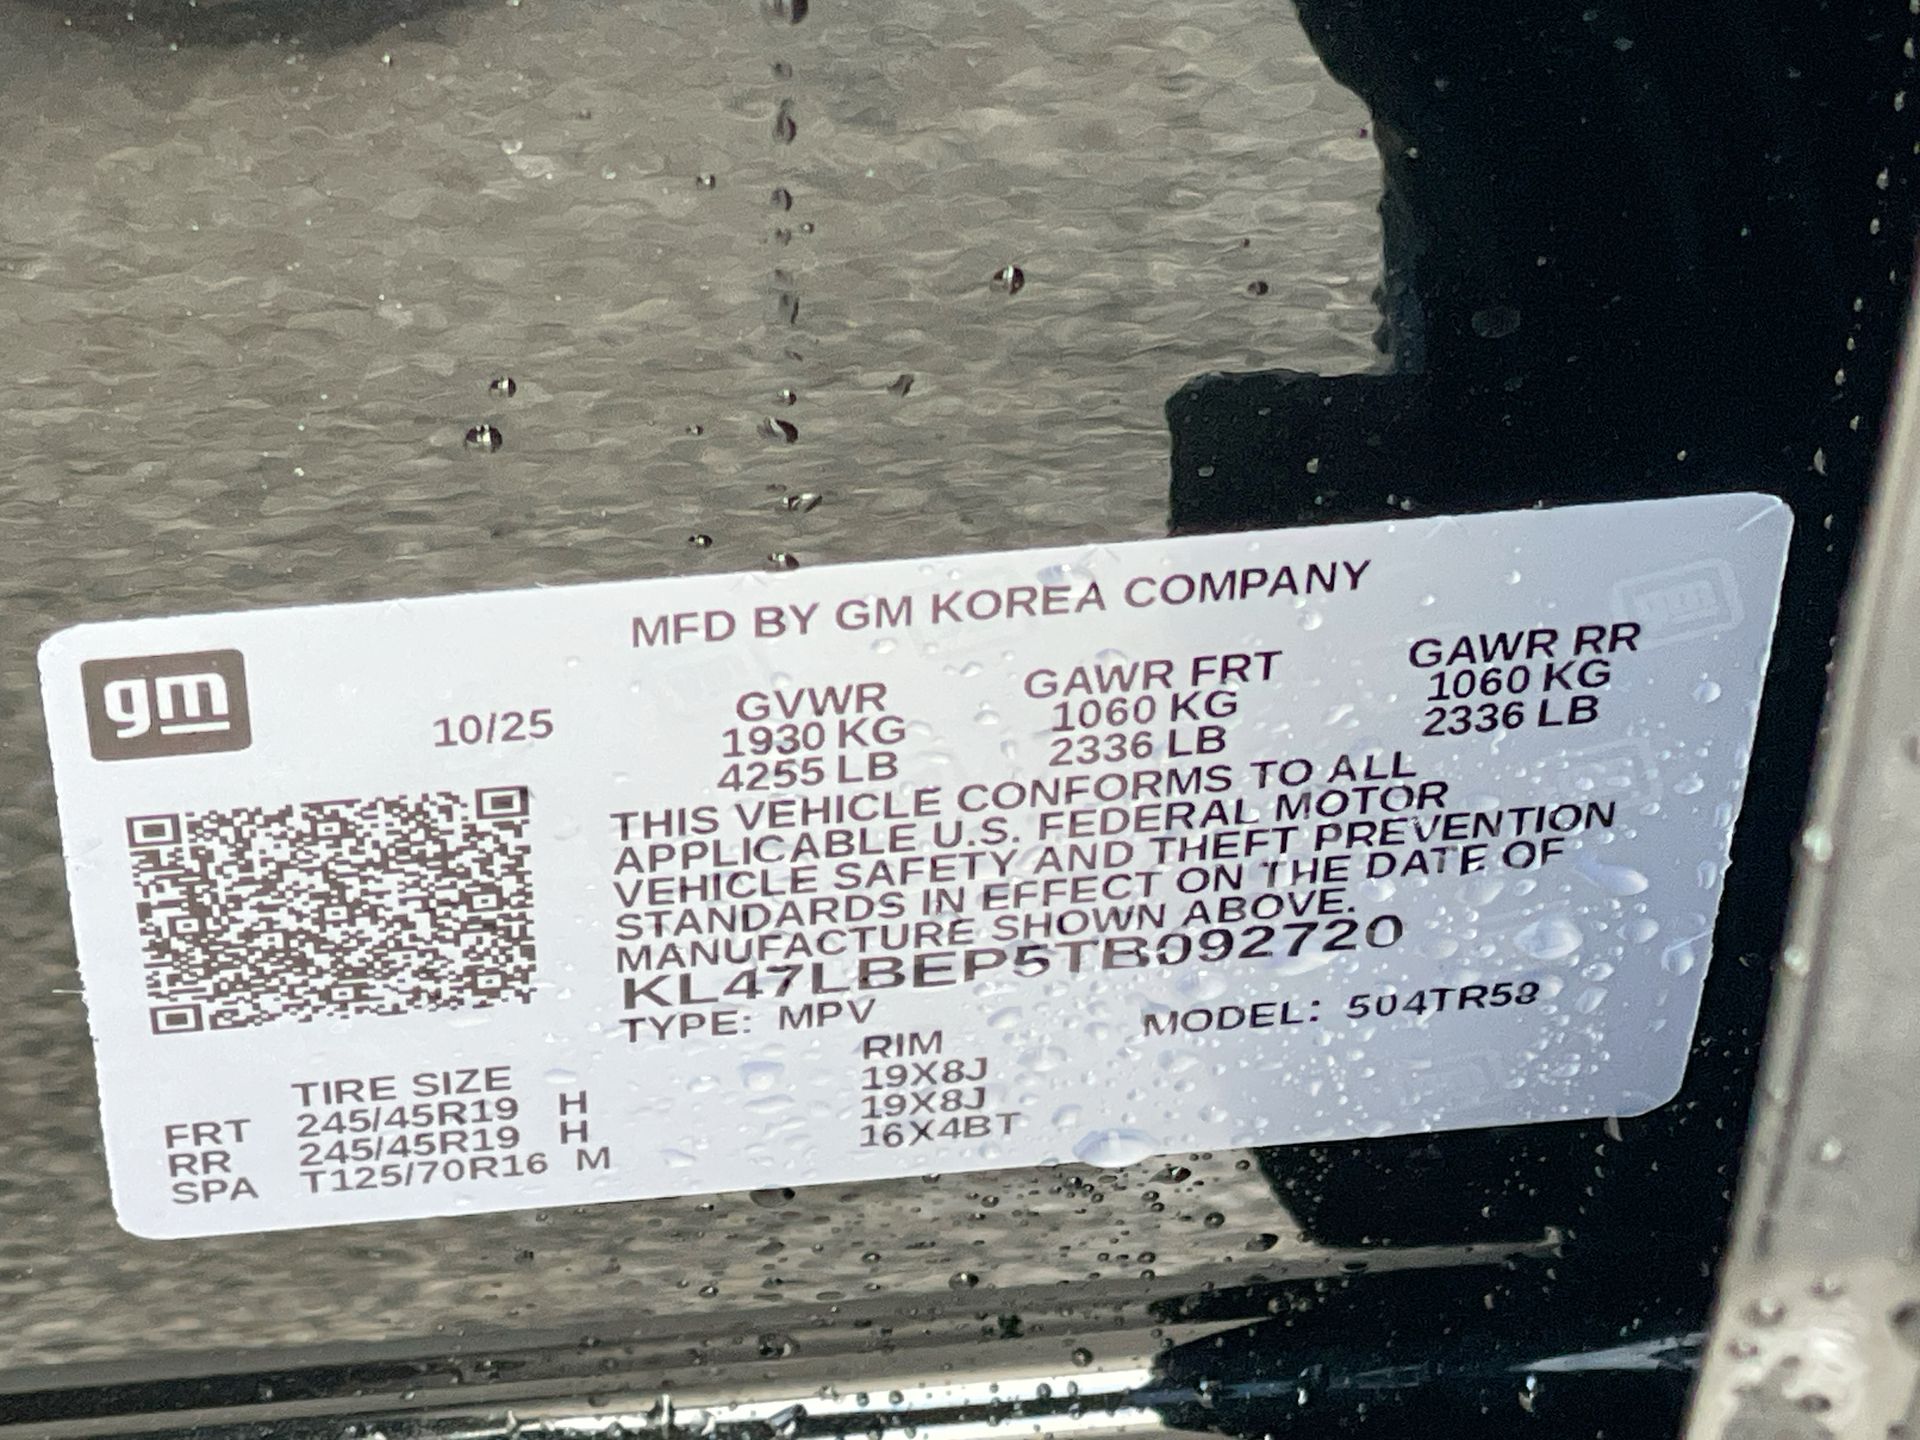 MFD BY GM KOREA COMPANY
gm
10/25
GVWR GAWR FRT GAWR RR
1930 KG 1060 KG 1060 KG
4255 LB 2336 LB 2336 LB
THIS VEHICLE CONFORMS TO ALL
APPLICABLE U.S. FEDERAL MOTOR
VEHICLE SAFETY AND THEFT PREVENTION
STANDARDS IN EFFECT ON THE DATE OF
MANUFACTURE SHOWN ABOVE.
KL47LBEP5TB092720
TYPE: MPV MODEL: 504TR58
TIRE SIZE RIM
FRT 245/45R19 H 19X8J
RR 245/45R19 H 19X8J
SPA T125/70R16 M 16X4BT